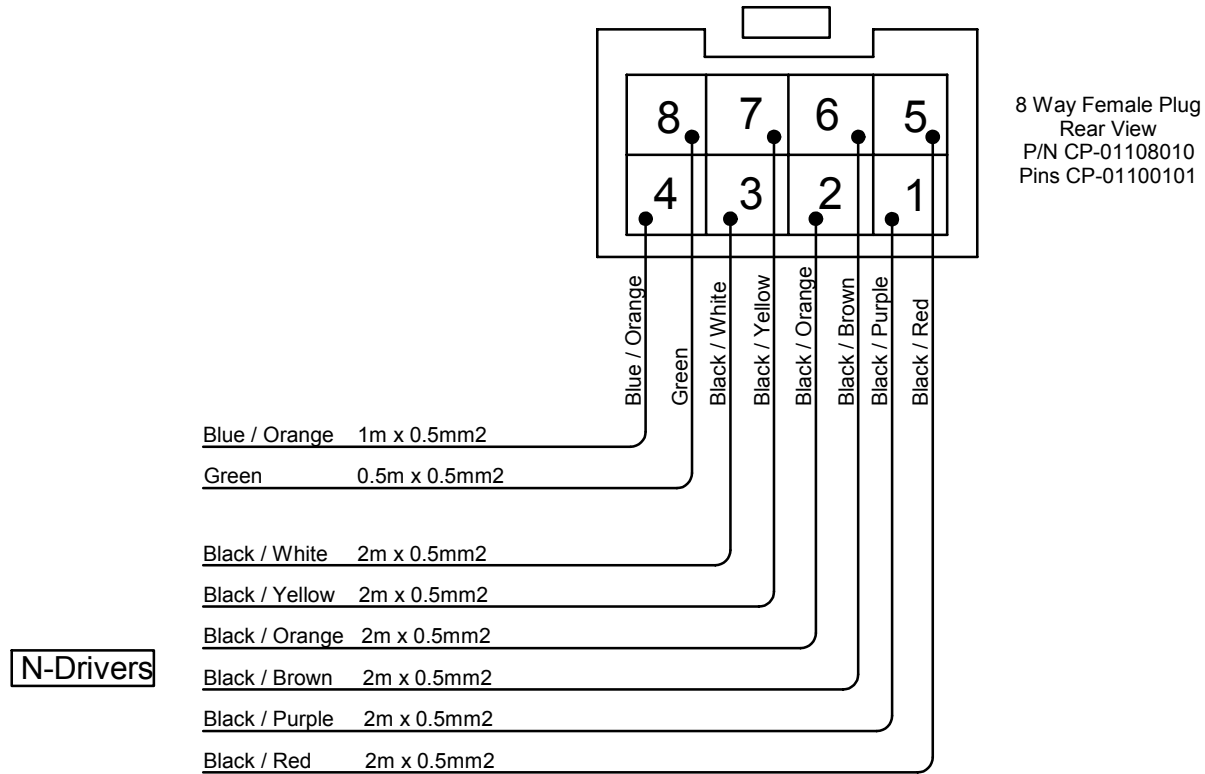 8 7 6 5
4 3 2 1
8 Way Female Plug
Rear View
P/N CP-01108010
Pins CP-01100101
Blue / Orange
Green
Black / White
Black / Yellow
Black / Orange
Black / Brown
Black / Purple
Black / Red
Blue / Orange 1m x 0.5mm2
Green 0.5m x 0.5mm2
Black / White 2m x 0.5mm2
Black / Yellow 2m x 0.5mm2
Black / Orange 2m x 0.5mm2
N-Drivers
Black / Brown 2m x 0.5mm2
Black / Purple 2m x 0.5mm2
Black / Red 2m x 0.5mm2